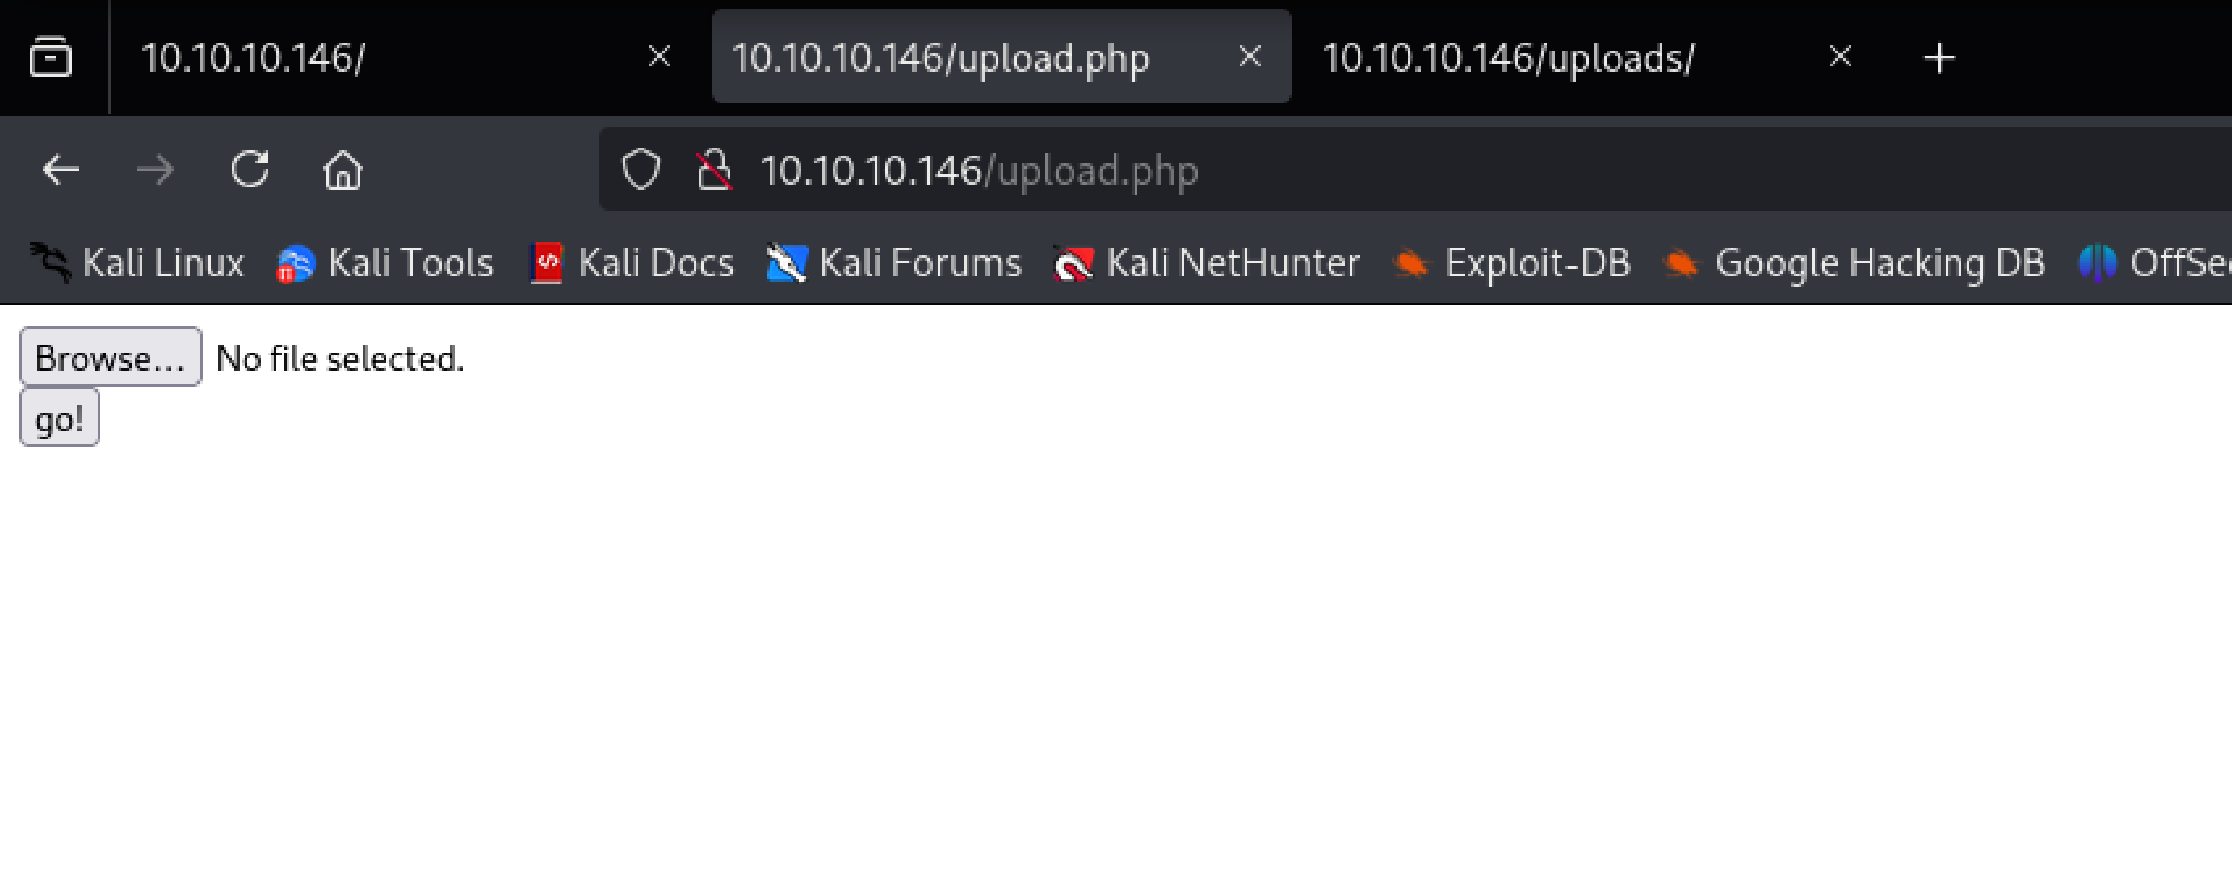 10.10.10.146/ 10.10.10.146/upload.php 10.10.10.146/uploads/
10.10.10.146/upload.php
Kali Linux Kali Tools Kali Docs Kali Forums Kali NetHunter Exploit-DB Google Hacking DB OffSec
Browse... No file selected.
go!